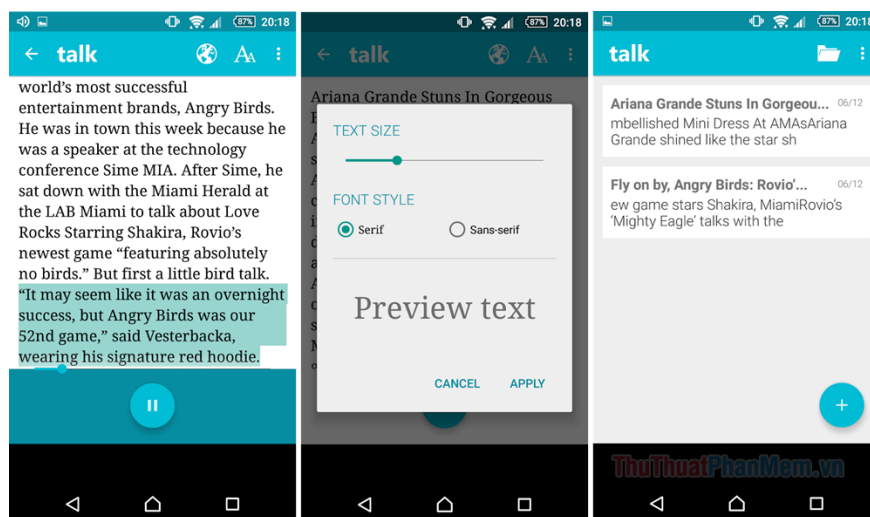 87% 20:18
talk
AA
world's most successful
entertainment brands, Angry Birds.
He was in town this week because he
was a speaker at the technology
conference Sime MIA. After Sime, he
sat down with the Miami Herald at
the LAB Miami to talk about Love
Rocks Starring Shakira, Rovio's
newest game “featuring absolutely
no birds.” But first a little bird talk.
“It may seem like it was an overnight
success, but Angry Birds was our
52nd game,” said Vesterbacka,
wearing his signature red hoodie.
87% 20:18
talk
AA
Ariana Grande Stuns In Gorgeous
TEXT SIZE
FONT STYLE
Serif Sans-serif
Preview text
CANCEL APPLY
87% 20:18
talk
Ariana Grande Stuns In Gorgeou... 06/12
mbellished Mini Dress At AMAsAriana
Grande shined like the star sh
Fly on by, Angry Birds: Rovio'... 06/12
ew game stars Shakira, MiamiRovio's
‘Mighty Eagle’ talks with the
+
ThuThuatPhanMem.vn